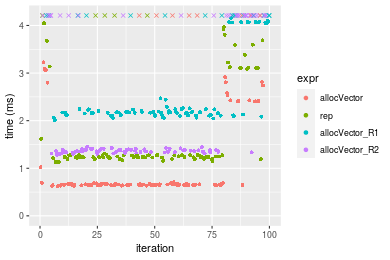 4
3
2
1
0
time (ms)
0
25
50
75
100
iteration
expr
allocVector
rep
allocVector_R1
allocVector_R2